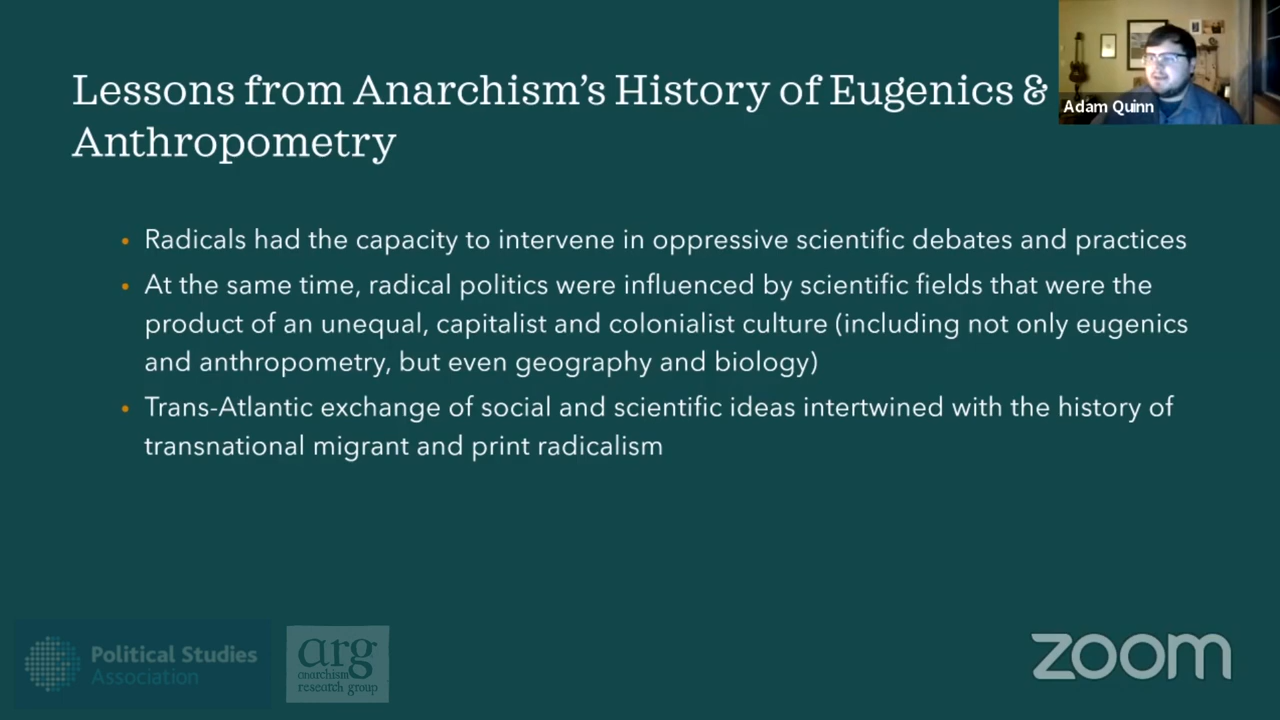 Lessons from Anarchism's History of Eugenics &
Anthropometry
Adam Quinn
• Radicals had the capacity to intervene in oppressive scientific debates and practices
• At the same time, radical politics were influenced by scientific fields that were the
product of an unequal, capitalist and colonialist culture (including not only eugenics
and anthropometry, but even geography and biology)
• Trans-Atlantic exchange of social and scientific ideas intertwined with the history of
transnational migrant and print radicalism
Political Studies
Association
arg
anarchism
research group
zoom